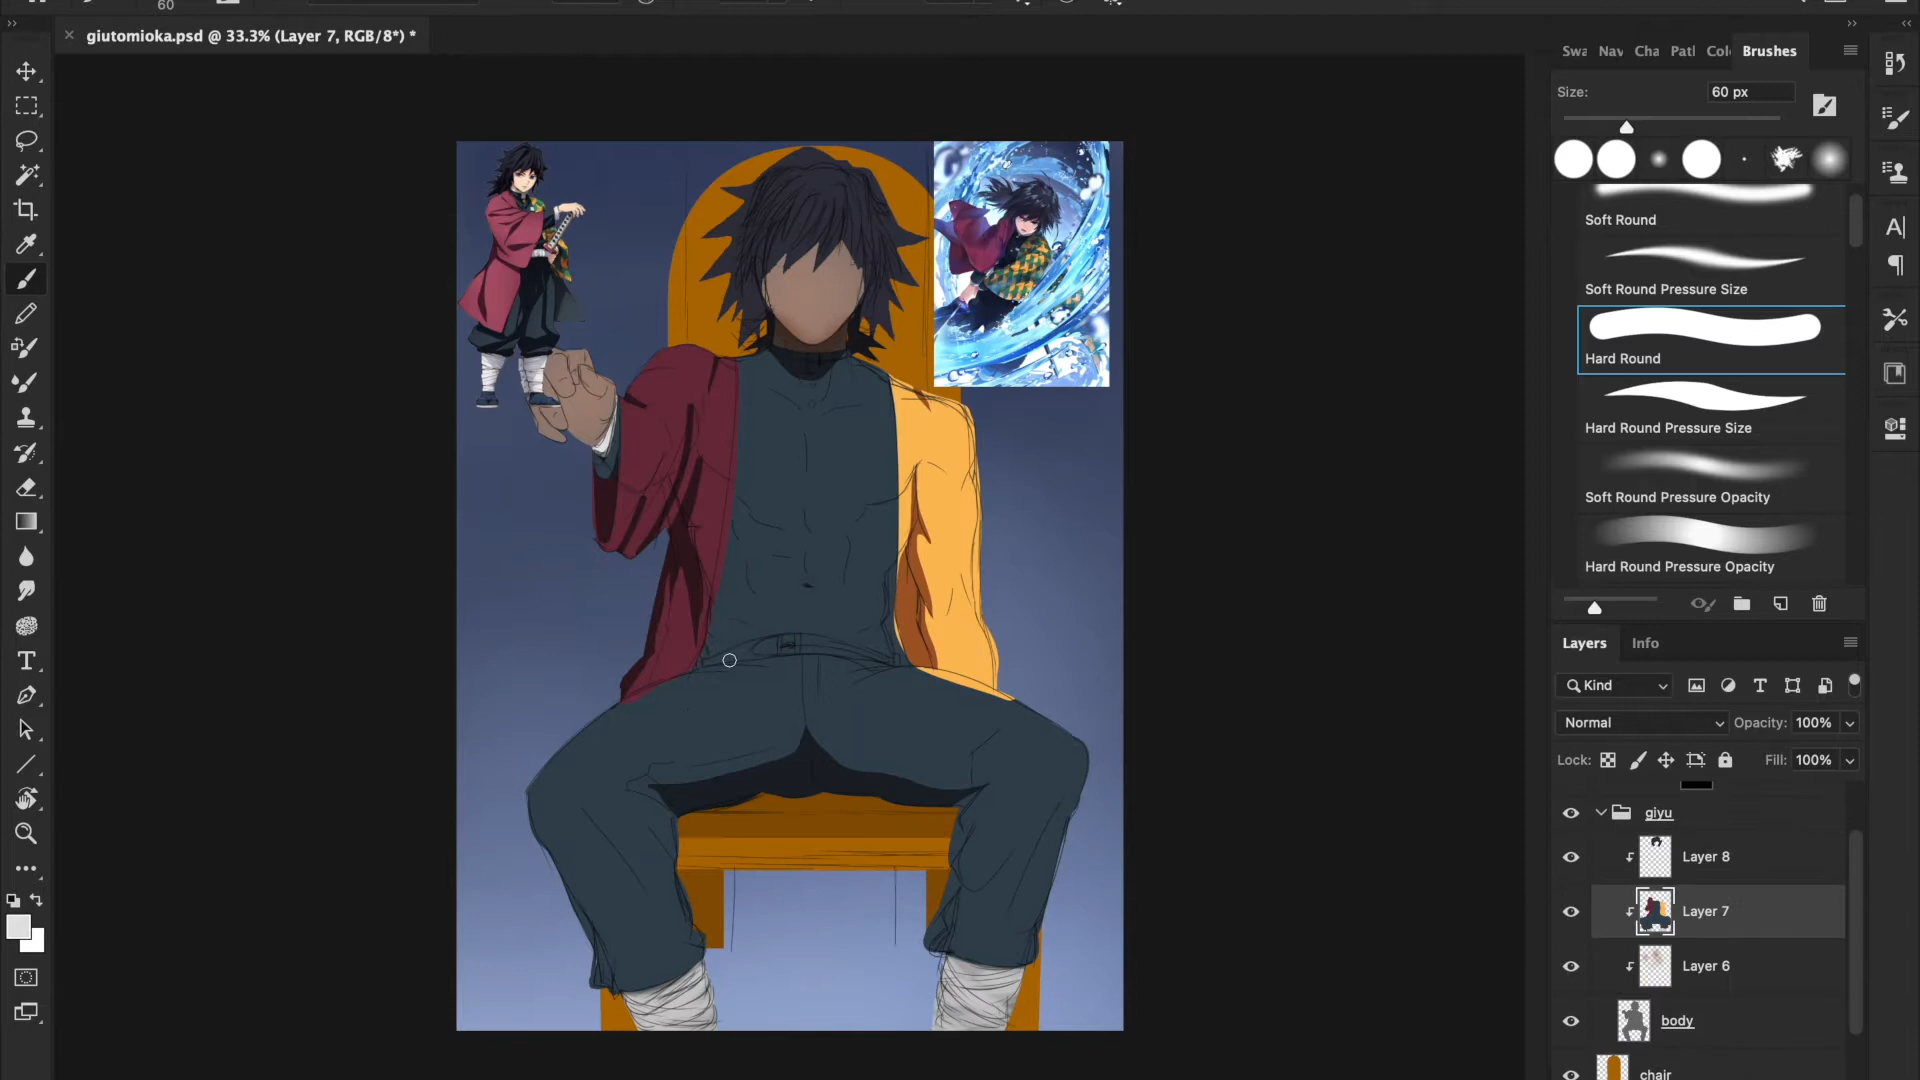 60
giutomioka.psd @ 33.3% (Layer 7, RGB/8*) *
Swa Nav Cha Patl Col Brushes
Size: 60 px
Soft Round
Soft Round Pressure Size
Hard Round
Hard Round Pressure Size
Soft Round Pressure Opacity
Hard Round Pressure Opacity
Layers Info
Kind
Normal Opacity: 100%
Lock: Fill: 100%
giyu
Layer 8
Layer 7
Layer 6
body
chair